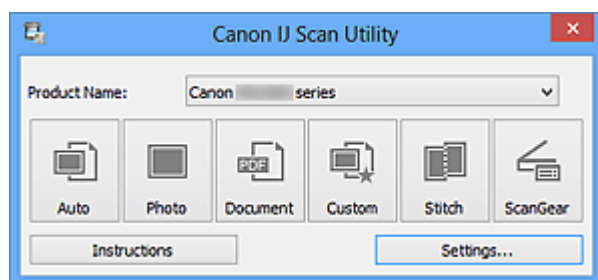 Canon IJ Scan Utility
Product Name: Canon series
PDF
Auto Photo Document Custom Stitch ScanGear
Instructions Settings...